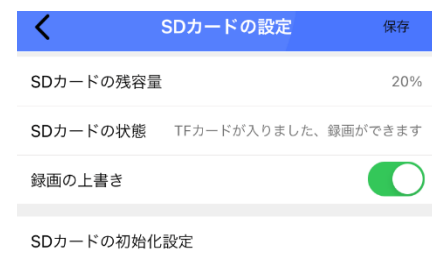 SDカードの設定 保存
SDカードの残容量 20%
SDカードの状態 TFカードが入りました、録画ができます
録画の上書き
SDカードの初期化設定